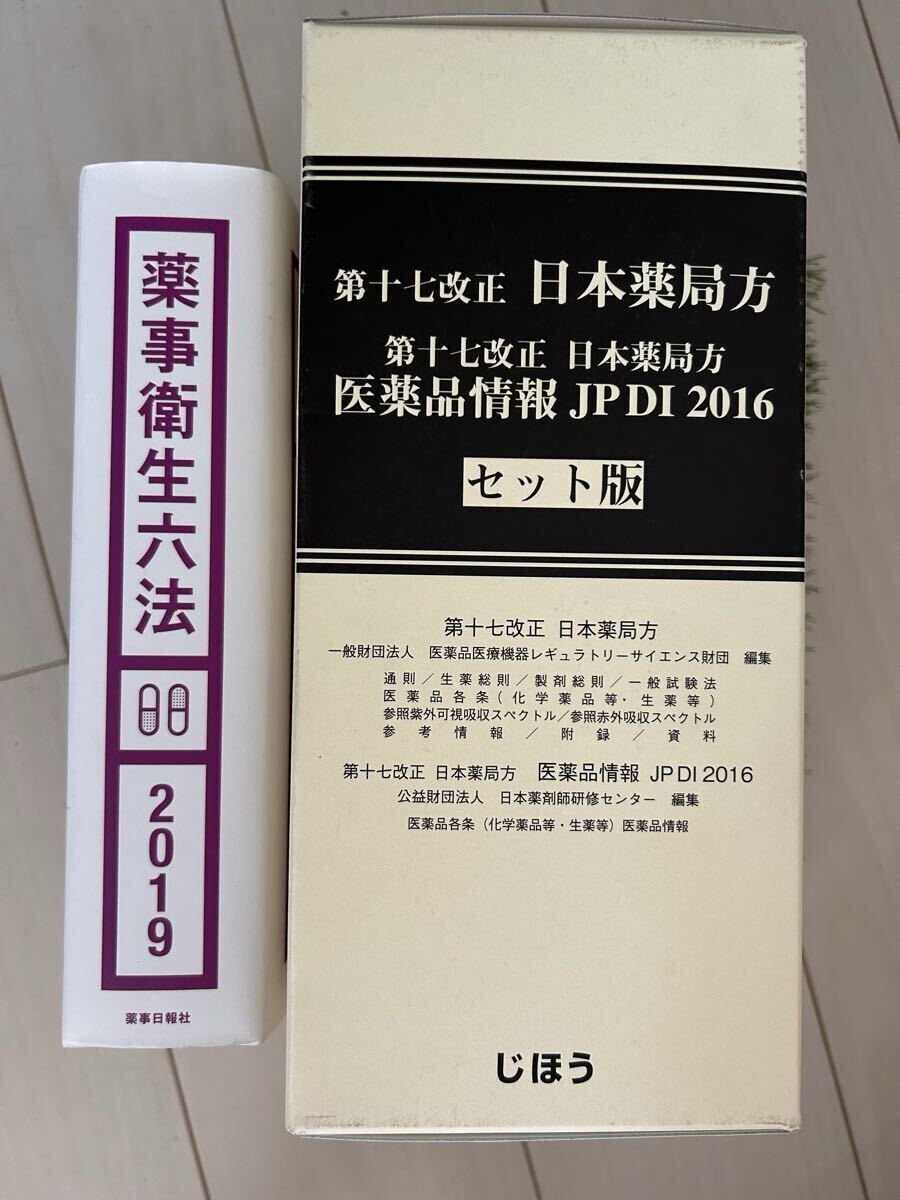 薬事衛生六法
2019
薬事日報社
第十七改正 日本薬局方
第十七改正 日本薬局方
医薬品情報 JP DI 2016
セット版
第十七改正 日本薬局方
一般財団法人 医薬品医療機器レギュラトリーサイエンス財団 編集
通則/生薬総則/製剤総則/一般試験法
医薬品各条(化学薬品等・生薬等)
参照紫外可視吸収スペクトル/参照赤外吸収スペクトル
参考情報/附録/資料
第十七改正 日本薬局方 医薬品情報 JP DI 2016
公益財団法人 日本薬剤師研修センター 編集
医薬品各条(化学薬品等・生薬等)医薬品情報
じほう